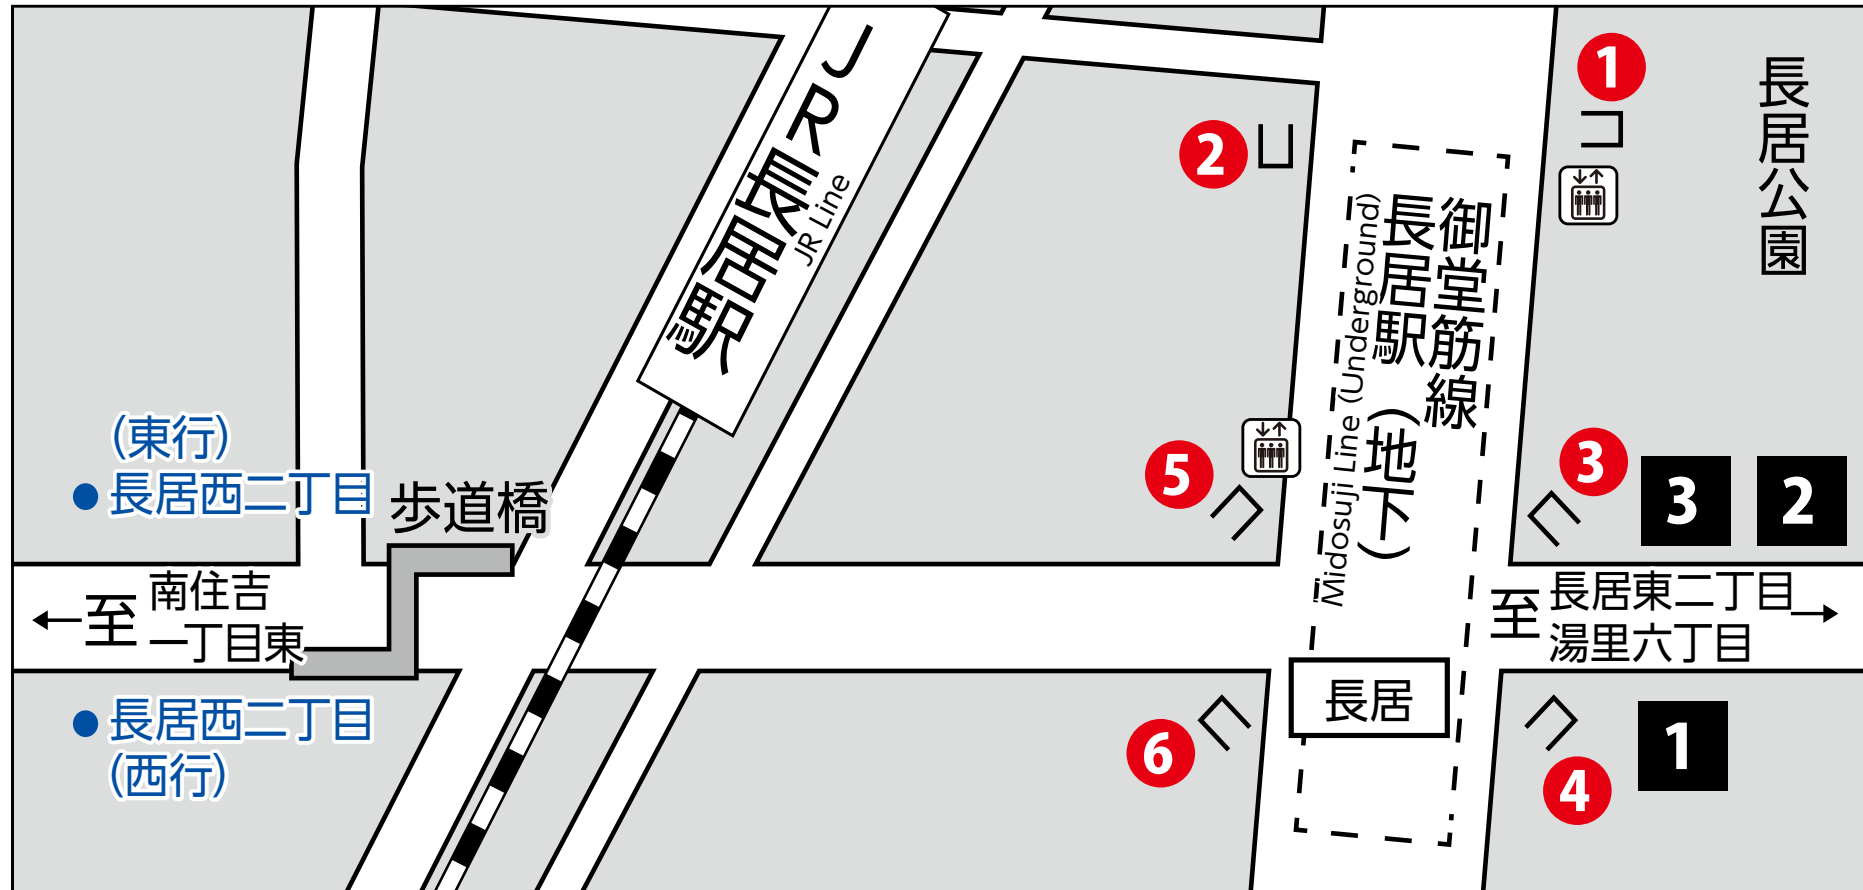 JR長居駅
JR Line
1
2
長居公園
御堂筋線
長居駅(地下)
Midosuji Line (Underground)
(東行)
長居西二丁目
歩道橋
5
3
3
2
←至 南住吉
一丁目東
至 長居東二丁目→
湯里六丁目
長居西二丁目
(西行)
長居
6
4
1